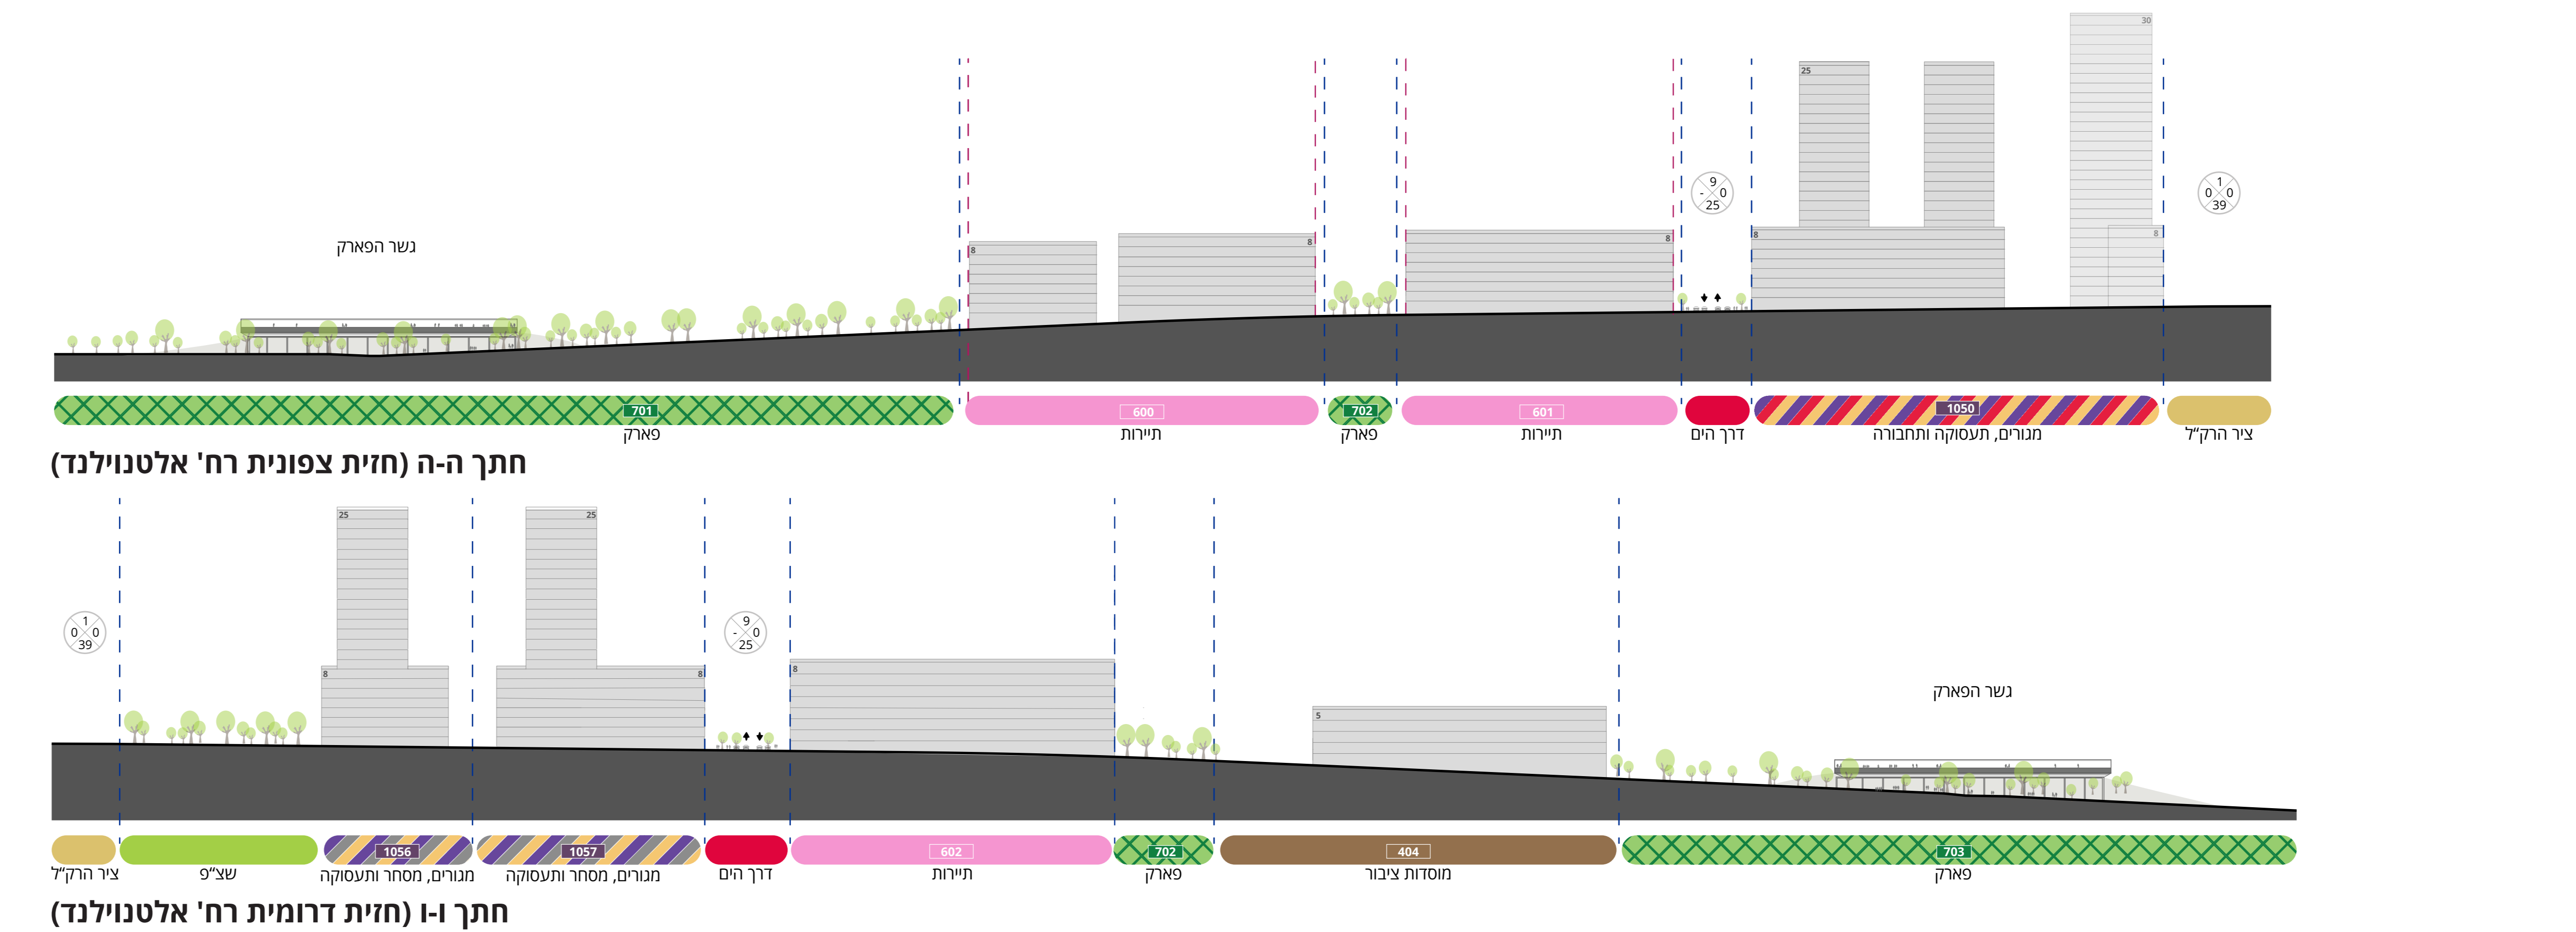 30
25
9
- 0
25
1
0 0
39
גשר הפארק
8
8
8
8
8
701
600
702
601
1050
פארק
תיירות
פארק
תיירות
דרך הים
מגורים, תעסוקה ותחבורה
ציר הרק״ל
חתך ה-ה (חזית צפונית רח' אלטנוילנד)
25
25
1
0 0
39
9
- 0
25
8
8
8
5
גשר הפארק
1056
1057
602
702
404
703
ציר הרק״ל
שצ״פ
מגורים, מסחר ותעסוקה
מגורים, מסחר ותעסוקה
דרך הים
תיירות
פארק
מוסדות ציבור
פארק
חתך ו-ו (חזית דרומית רח' אלטנוילנד)